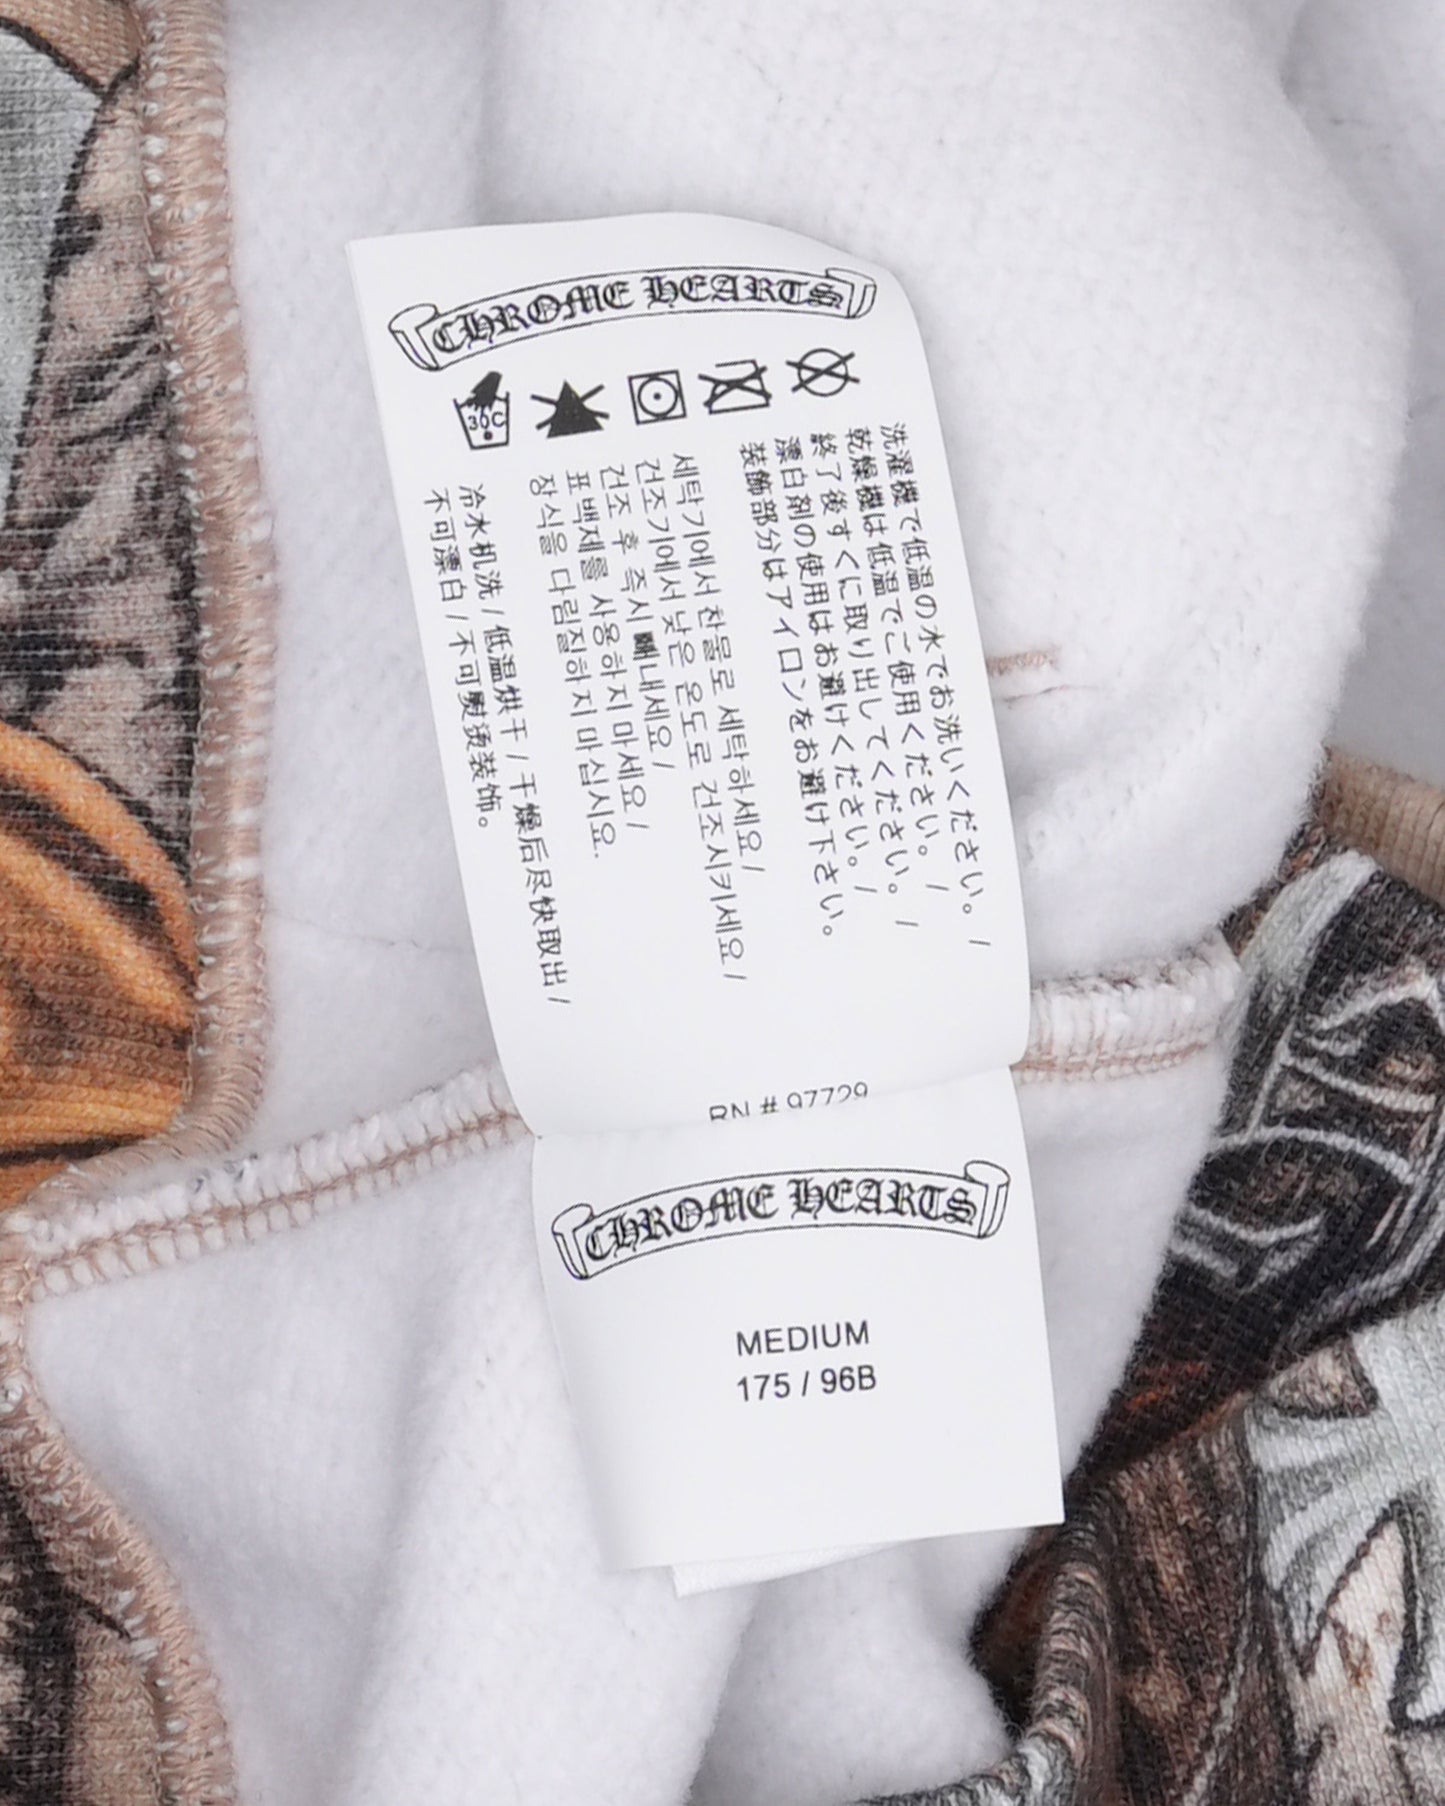 CHROME HEARTS
30C
洗濯機で低温の水でお洗いください。 /
乾燥機は低温でご使用ください。 /
終了後すぐに取り出してください。 /
漂白剤の使用はお避けください。 /
装飾部分はアイロンをお避け下さい。
세탁기에서 찬물로 세탁하세요 /
건조기에서 낮은 온도로 건조시키세요 /
건조 후 즉시 빼내세요 /
표백제를 사용하지 마세요 /
장식을 다림질하지 마십시요.
冷水机洗 / 低温烘干 / 干燥后尽快取出 /
不可漂白 / 不可熨烫装饰。
RN # 97729
CHROME HEARTS
MEDIUM
175 / 96B